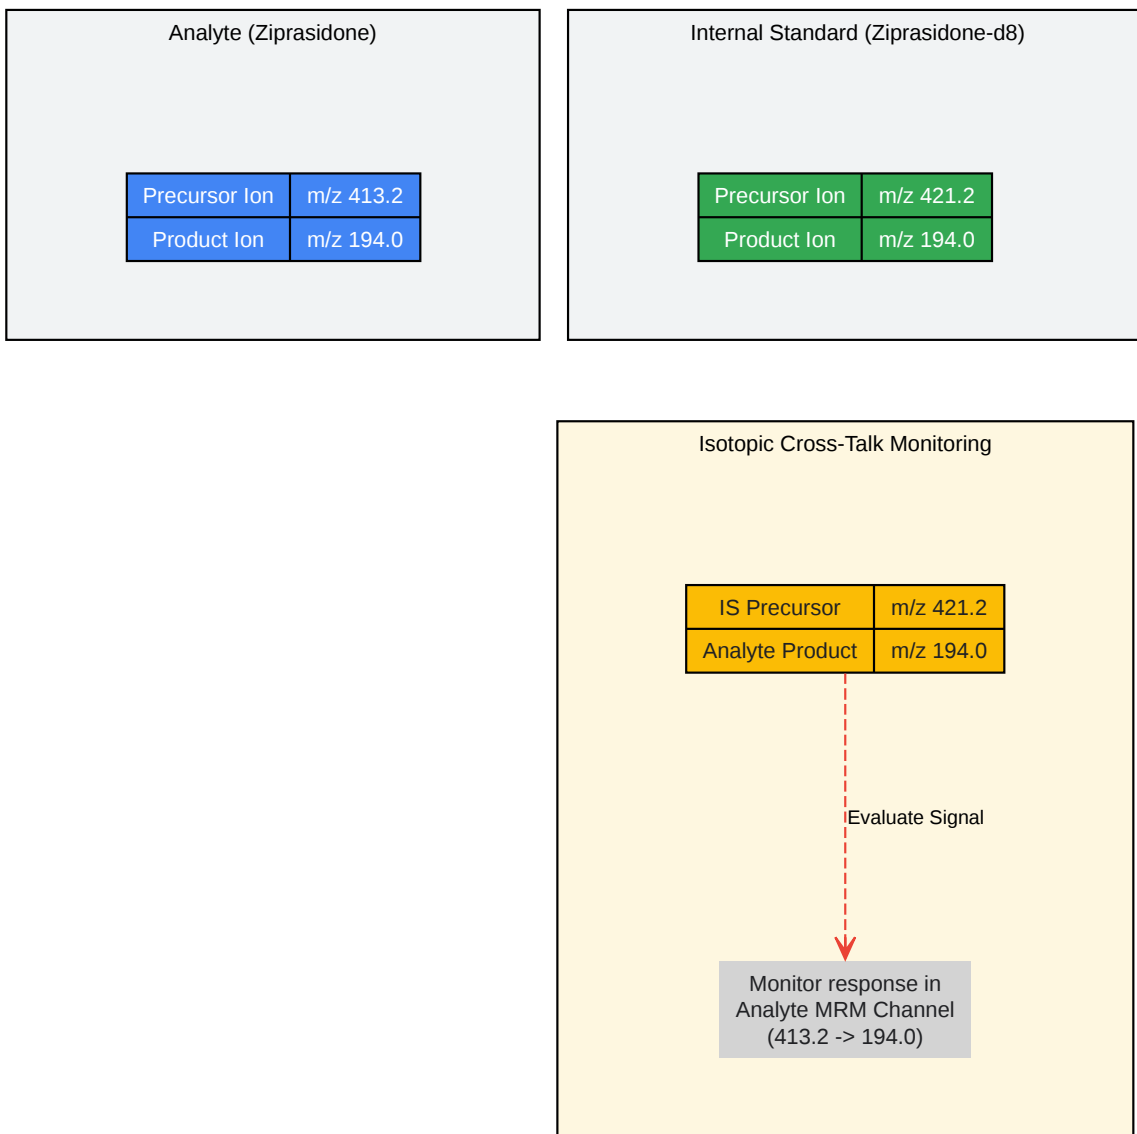 Analyte (Ziprasidone)
Precursor Ion m/z 413.2
Product Ion m/z 194.0
Internal Standard (Ziprasidone-d8)
Precursor Ion m/z 421.2
Product Ion m/z 194.0
Isotopic Cross-Talk Monitoring
IS Precursor m/z 421.2
Analyte Product m/z 194.0
Evaluate Signal
Monitor response in
Analyte MRM Channel
(413.2 -> 194.0)